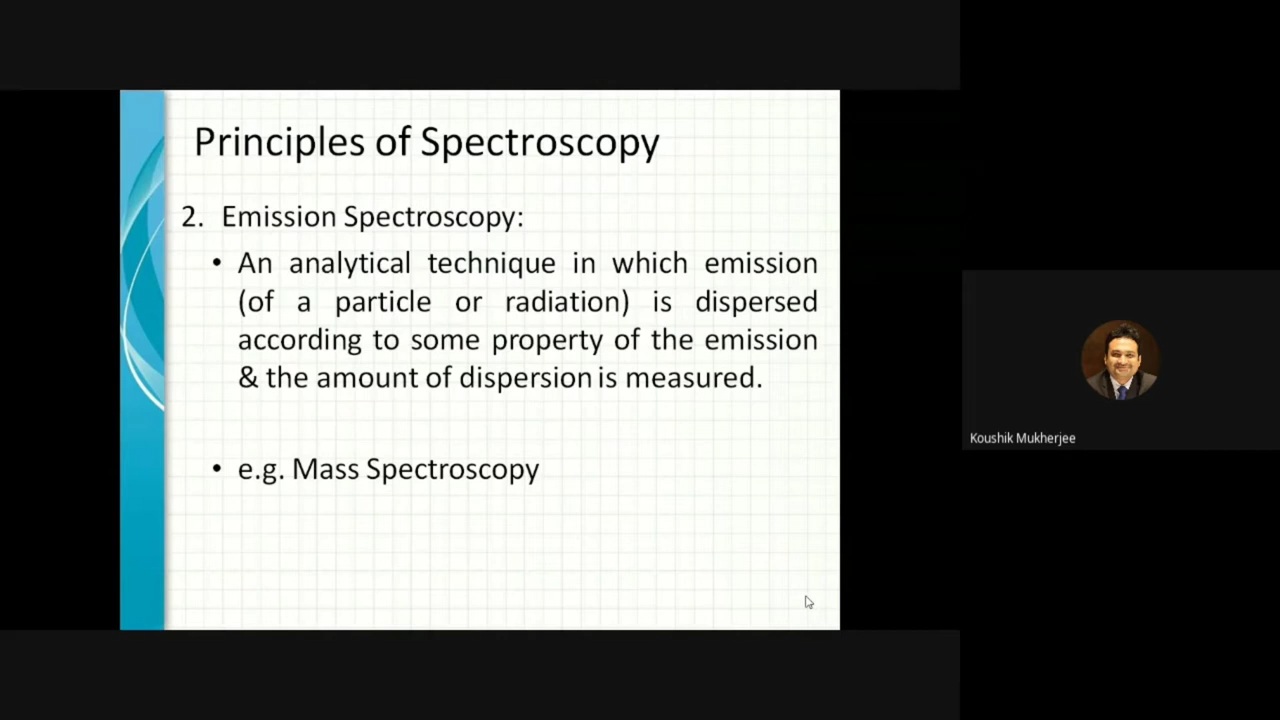 Principles of Spectroscopy
2. Emission Spectroscopy:
• An analytical technique in which emission
(of a particle or radiation) is dispersed
according to some property of the emission
& the amount of dispersion is measured.
• e.g. Mass Spectroscopy
Koushik Mukherjee